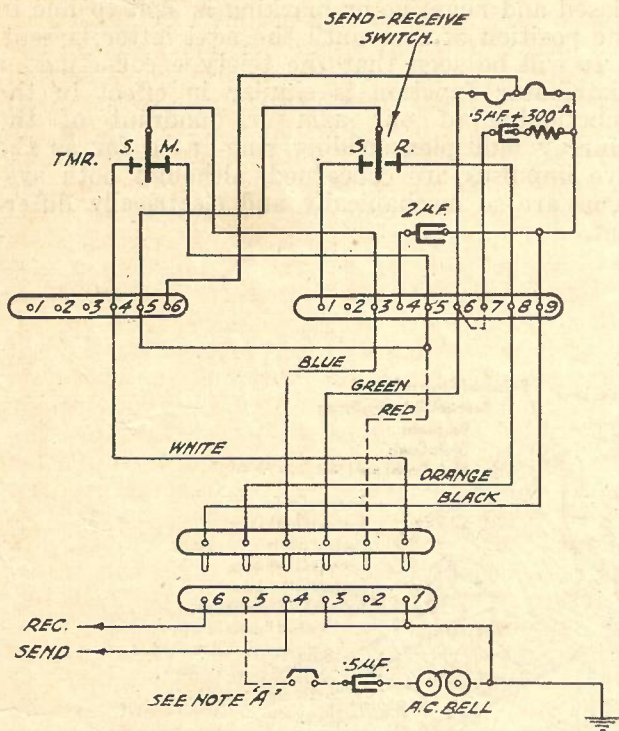 SEND-RECEIVE
SWITCH.
.5μF.+300Ω
TMR. S. M.
S. R.
2μF.
1 2 3 4 5 6
1 2 3 4 5 6 7 8 9
BLUE
GREEN
RED
WHITE
ORANGE
BLACK
6 5 4 3 2 1
REC.
SEND
SEE NOTE "A"
.5μF.
A.C. BELL